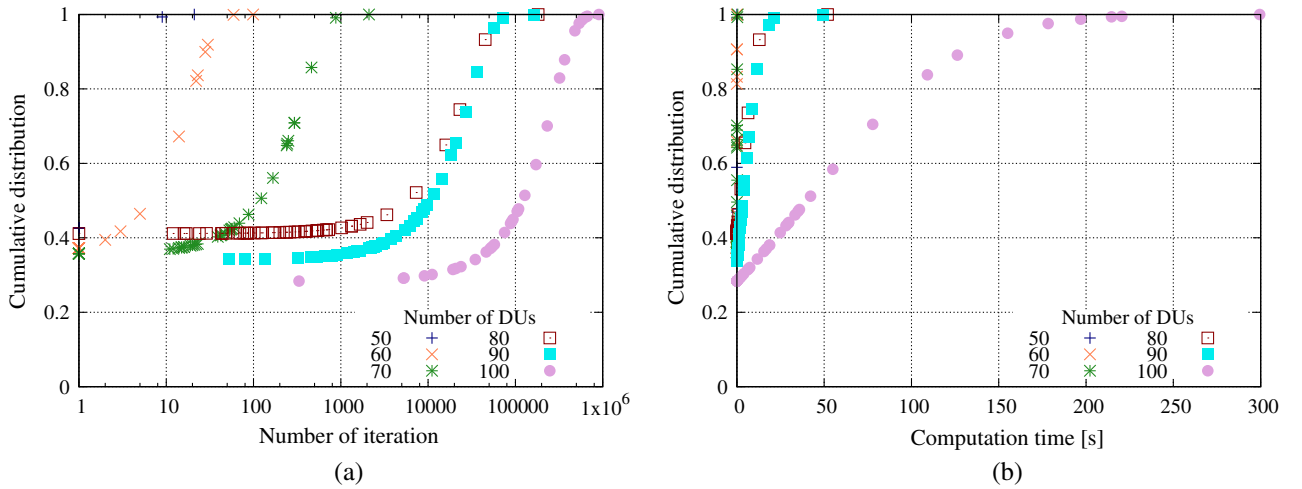 1
0.8
0.6
0.4
0.2
0
Cumulative distribution
Number of DUs
50 80
60 90
70 100
1 10 100 1000 10000 100000 1x10^6
Number of iteration
(a)
1
0.8
0.6
0.4
0.2
0
Cumulative distribution
Number of DUs
50 80
60 90
70 100
0 50 100 150 200 250 300
Computation time [s]
(b)